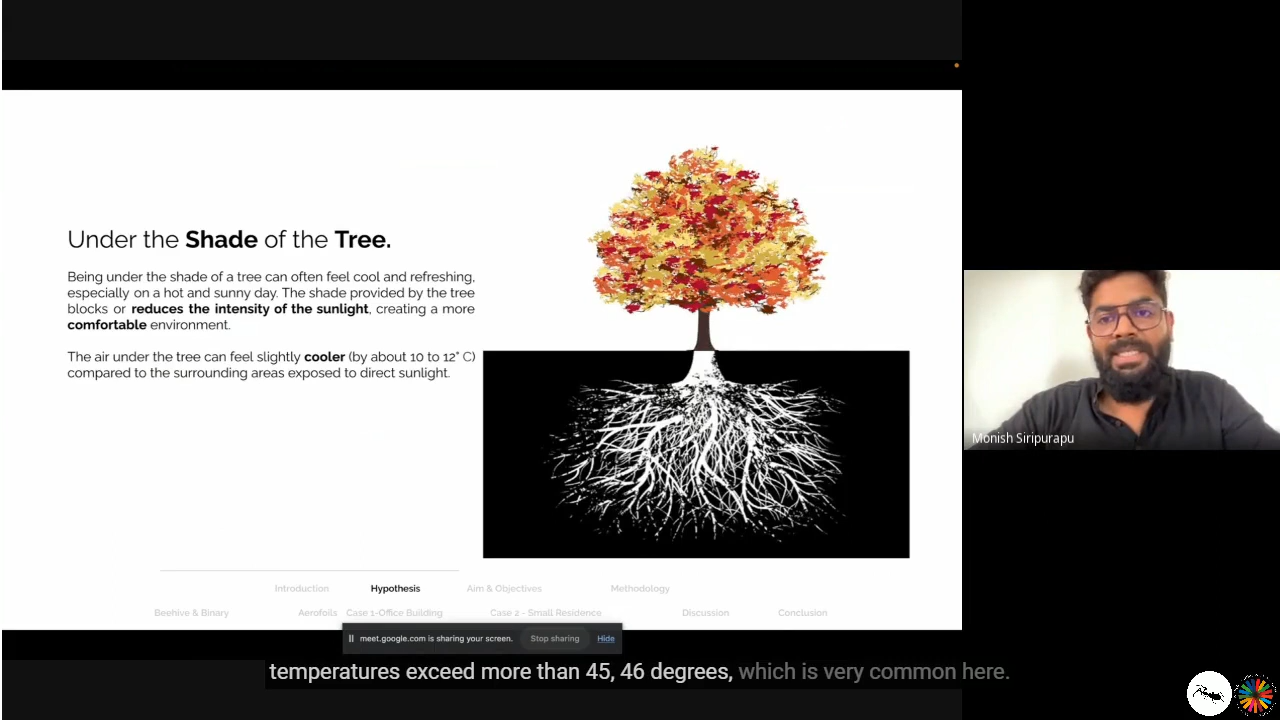 Under the Shade of the Tree.
Being under the shade of a tree can often feel cool and refreshing,
especially on a hot and sunny day. The shade provided by the tree
blocks or reduces the intensity of the sunlight, creating a more
comfortable environment.
The air under the tree can feel slightly cooler (by about 10 to 12° C)
compared to the surrounding areas exposed to direct sunlight.
Monish Siripurapu
Introduction Hypothesis Aim & Objectives Methodology
Beehive & Binary Aerofoils Case 1-Office Building Case 2 - Small Residence Discussion Conclusion
meet.google.com is sharing your screen. Stop sharing Hide
temperatures exceed more than 45, 46 degrees, which is very common here.